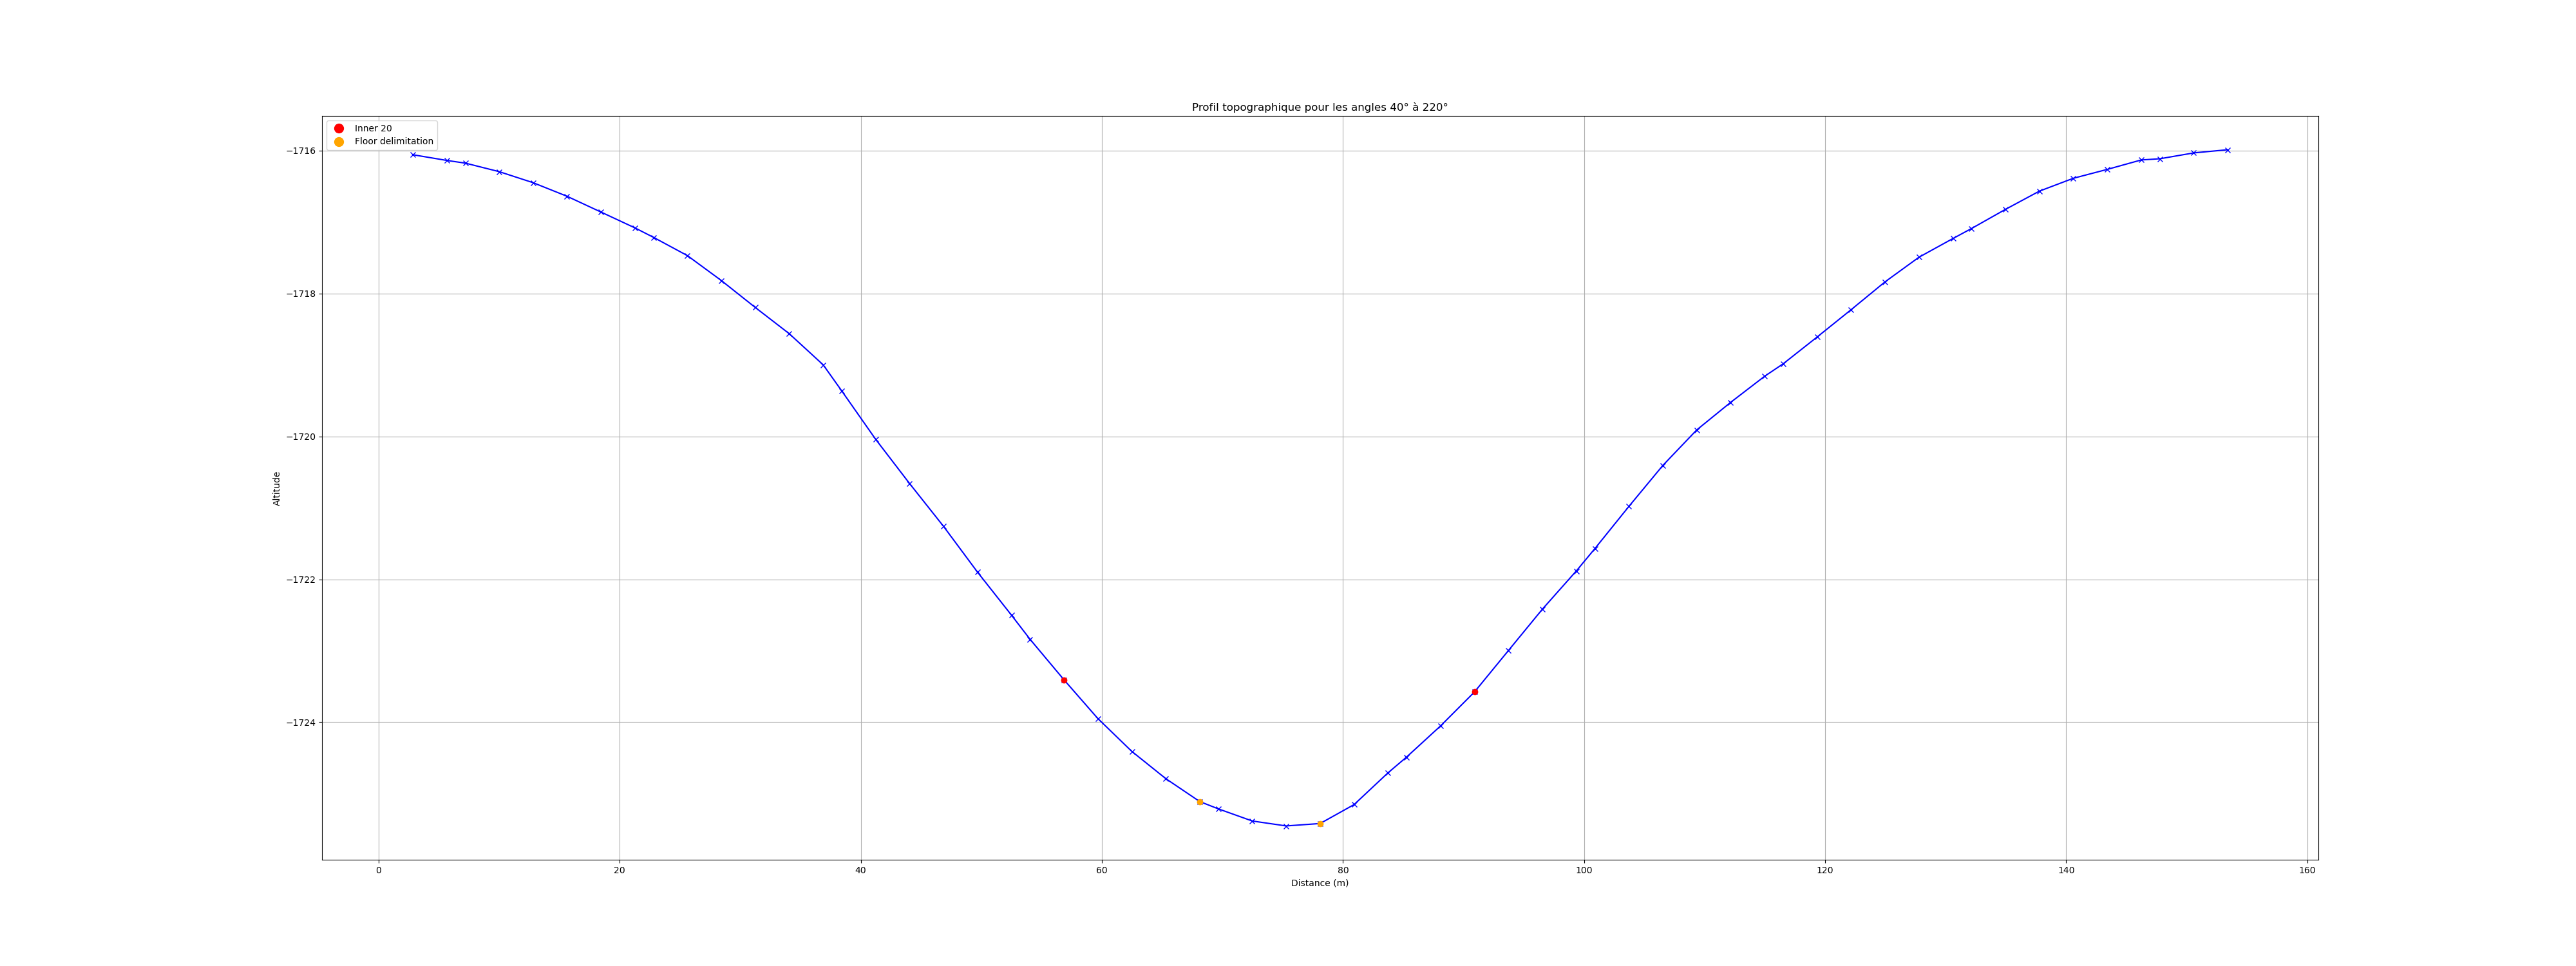 Profil topographique pour les angles 40° à 220°
Inner 20
Floor delimitation
−1716
−1718
−1720
−1722
−1724
Altitude
0 20 40 60 80 100 120 140 160
Distance (m)